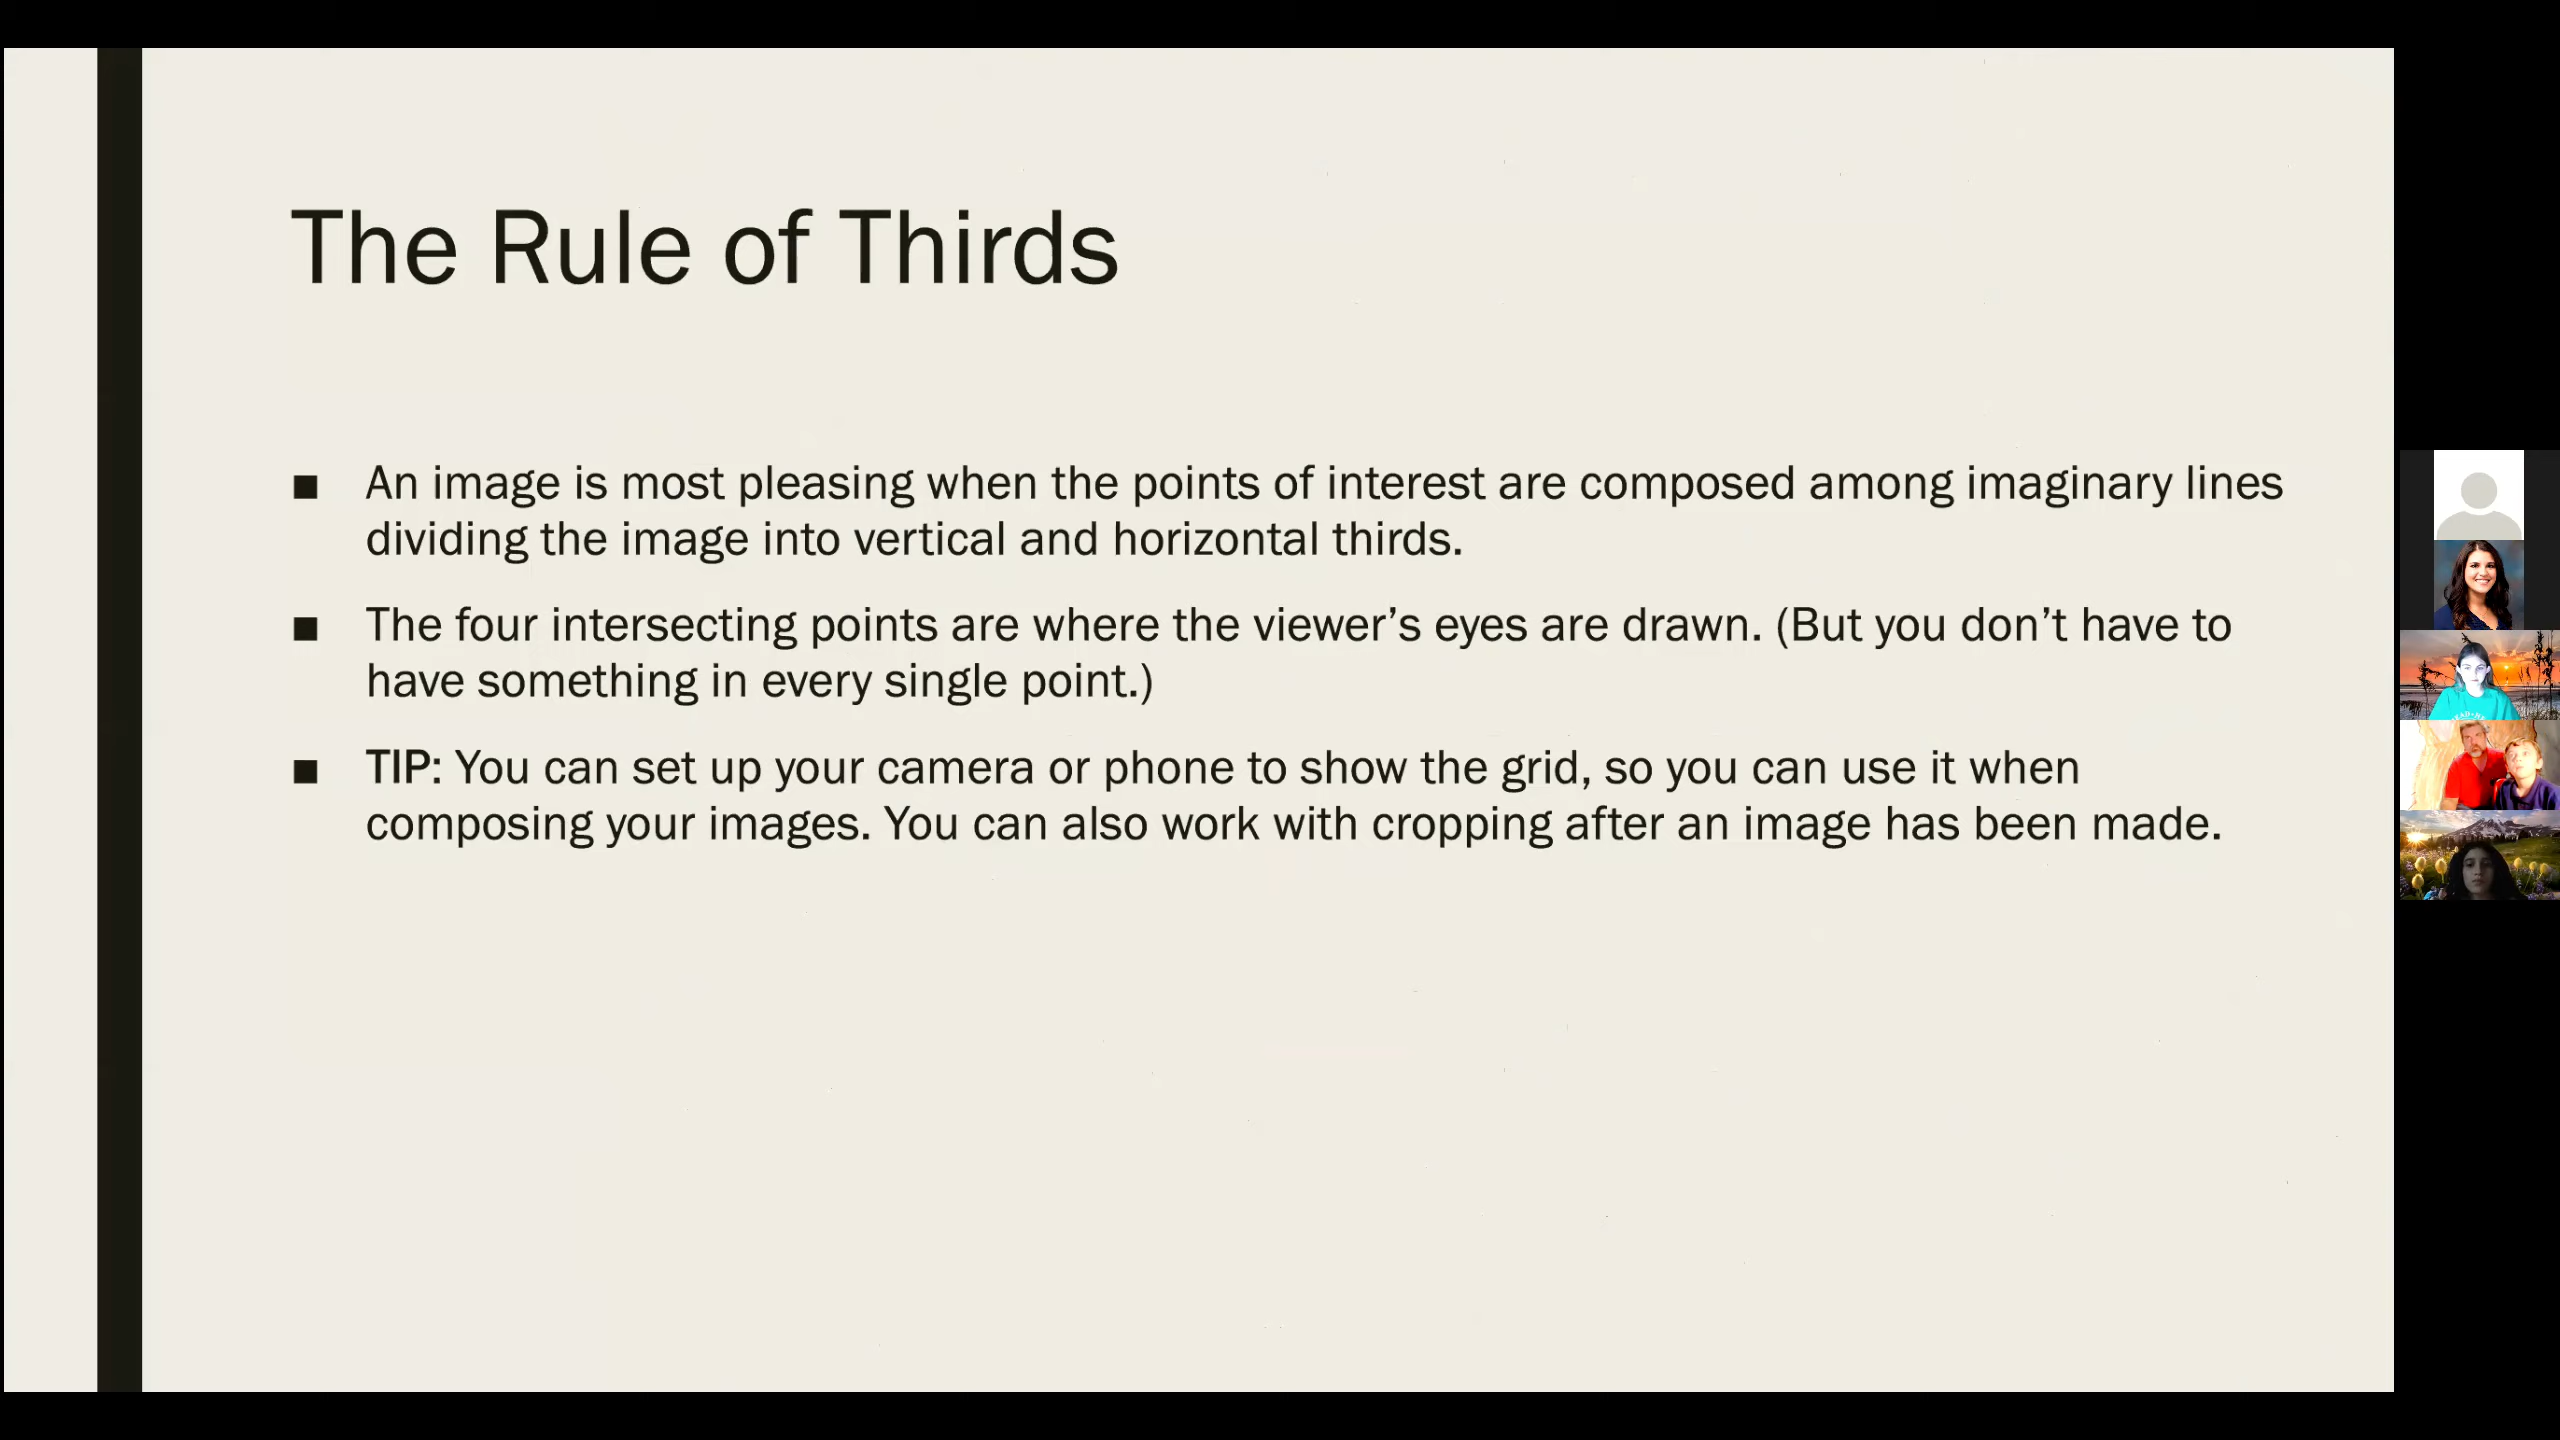 The Rule of Thirds
■ An image is most pleasing when the points of interest are composed among imaginary lines
dividing the image into vertical and horizontal thirds.
■ The four intersecting points are where the viewer’s eyes are drawn. (But you don’t have to
have something in every single point.)
■ TIP: You can set up your camera or phone to show the grid, so you can use it when
composing your images. You can also work with cropping after an image has been made.